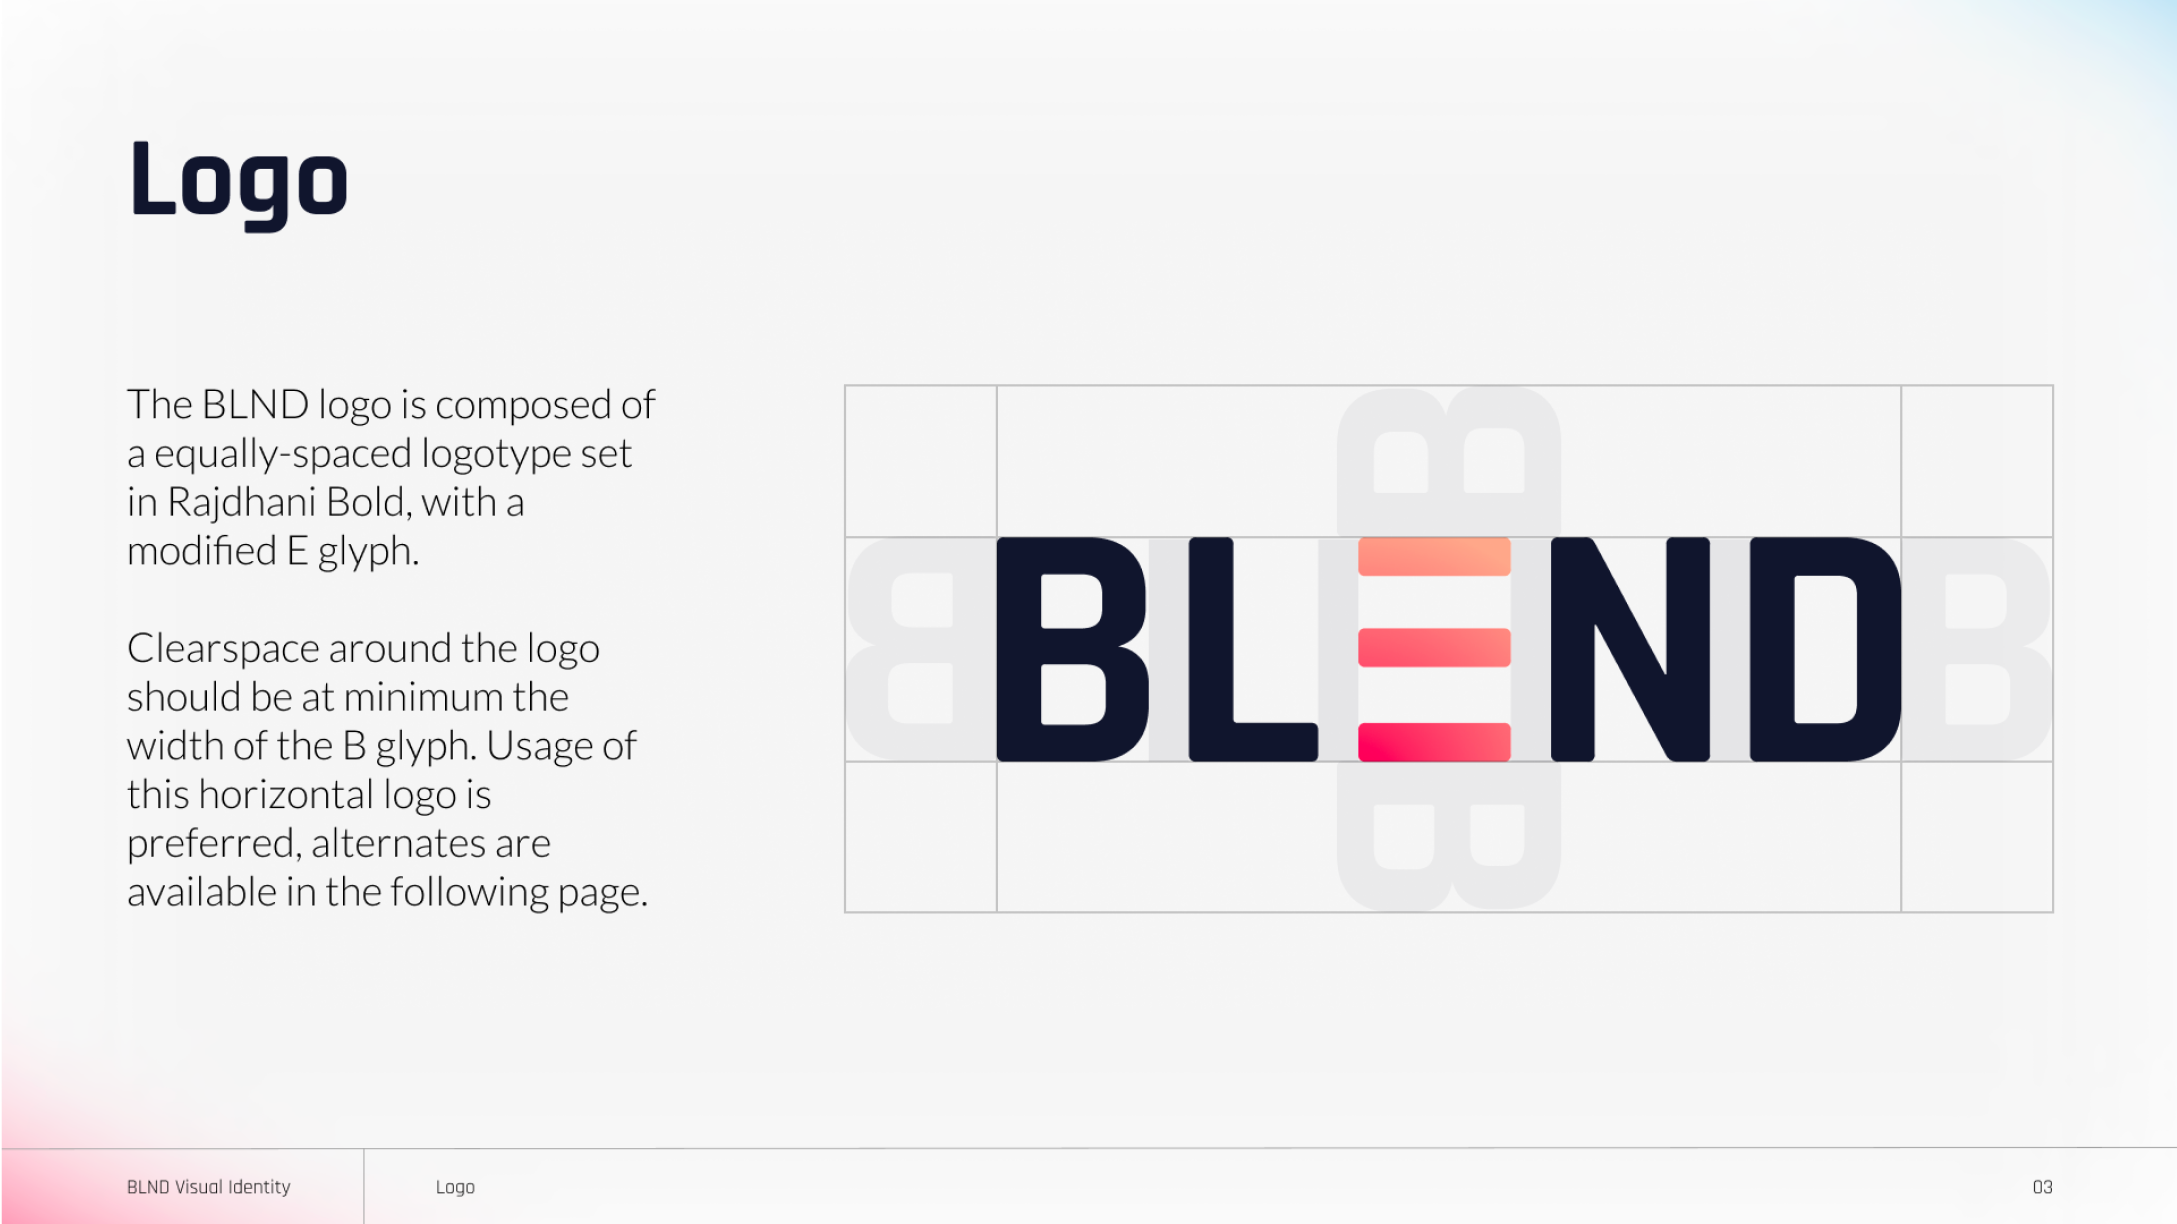 Logo
The BLND logo is composed of
a equally-spaced logotype set
in Rajdhani Bold, with a
modified E glyph.
Clearspace around the logo
should be at minimum the
width of the B glyph. Usage of
this horizontal logo is
preferred, alternates are
available in the following page.
B
B BLEND B
B
BLND Visual Identity
Logo
03